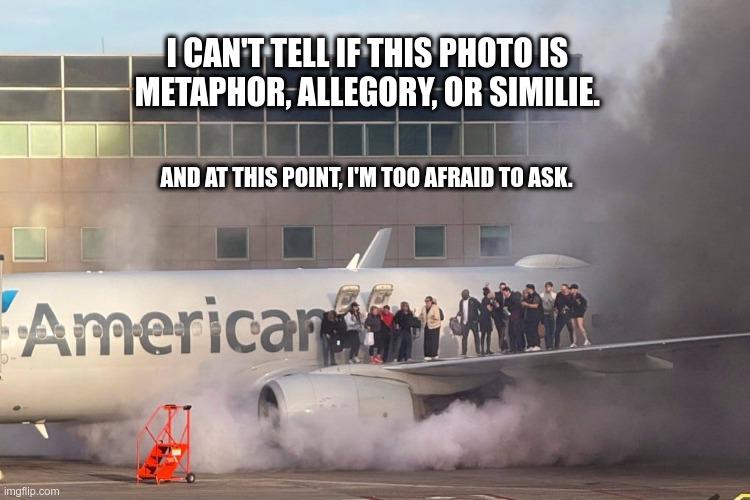 I CAN'T TELL IF THIS PHOTO IS
METAPHOR, ALLEGORY, OR SIMILIE.
AND AT THIS POINT, I'M TOO AFRAID TO ASK.
American
imgflip.com